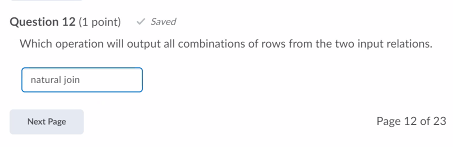 Question 12 (1 point) ✓ Saved
Which operation will output all combinations of rows from the two input relations.
natural join
Next Page
Page 12 of 23